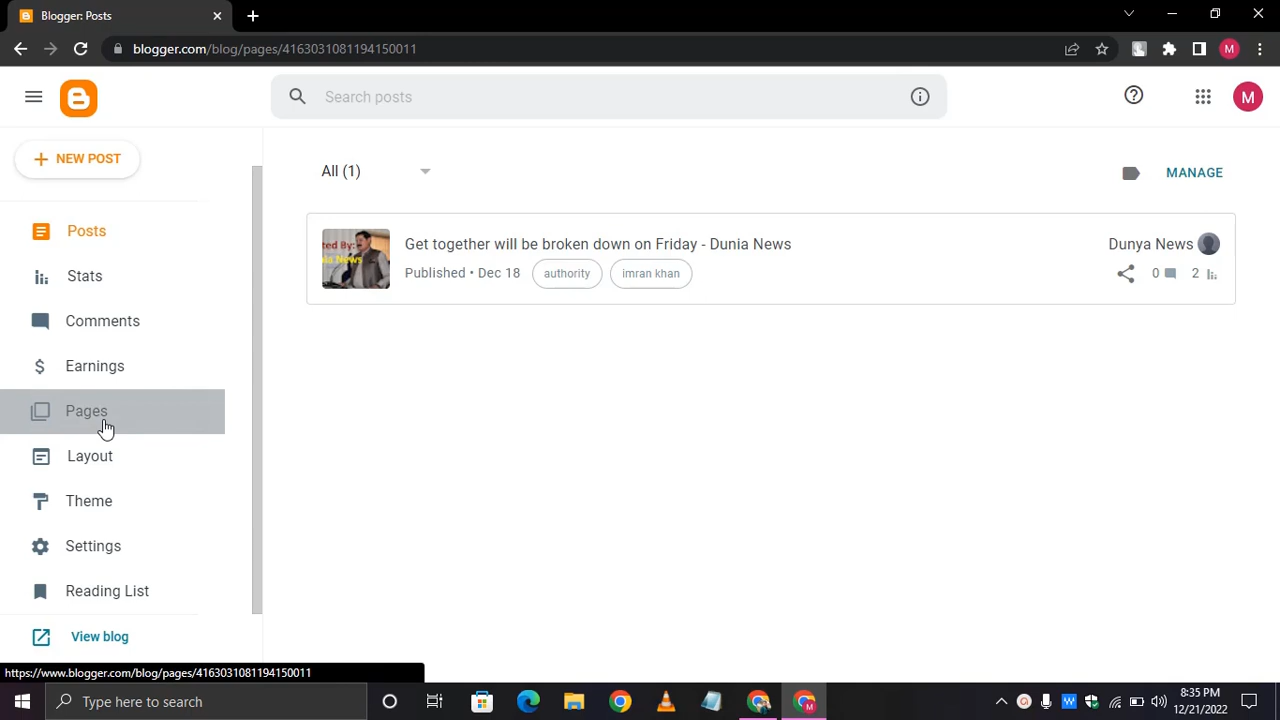 Blogger: Posts
blogger.com/blog/pages/4163031081194150011
M
Search posts
M
NEW POST
All (1)
MANAGE
Posts
Get together will be broken down on Friday - Dunia News
Dunya News
ted By:
Published • Dec 18
authority
imran khan
0
2
Stats
Comments
Earnings
Pages
Layout
Theme
Settings
Reading List
View blog
https://www.blogger.com/blog/pages/4163031081194150011
Type here to search
8:35 PM
12/21/2022